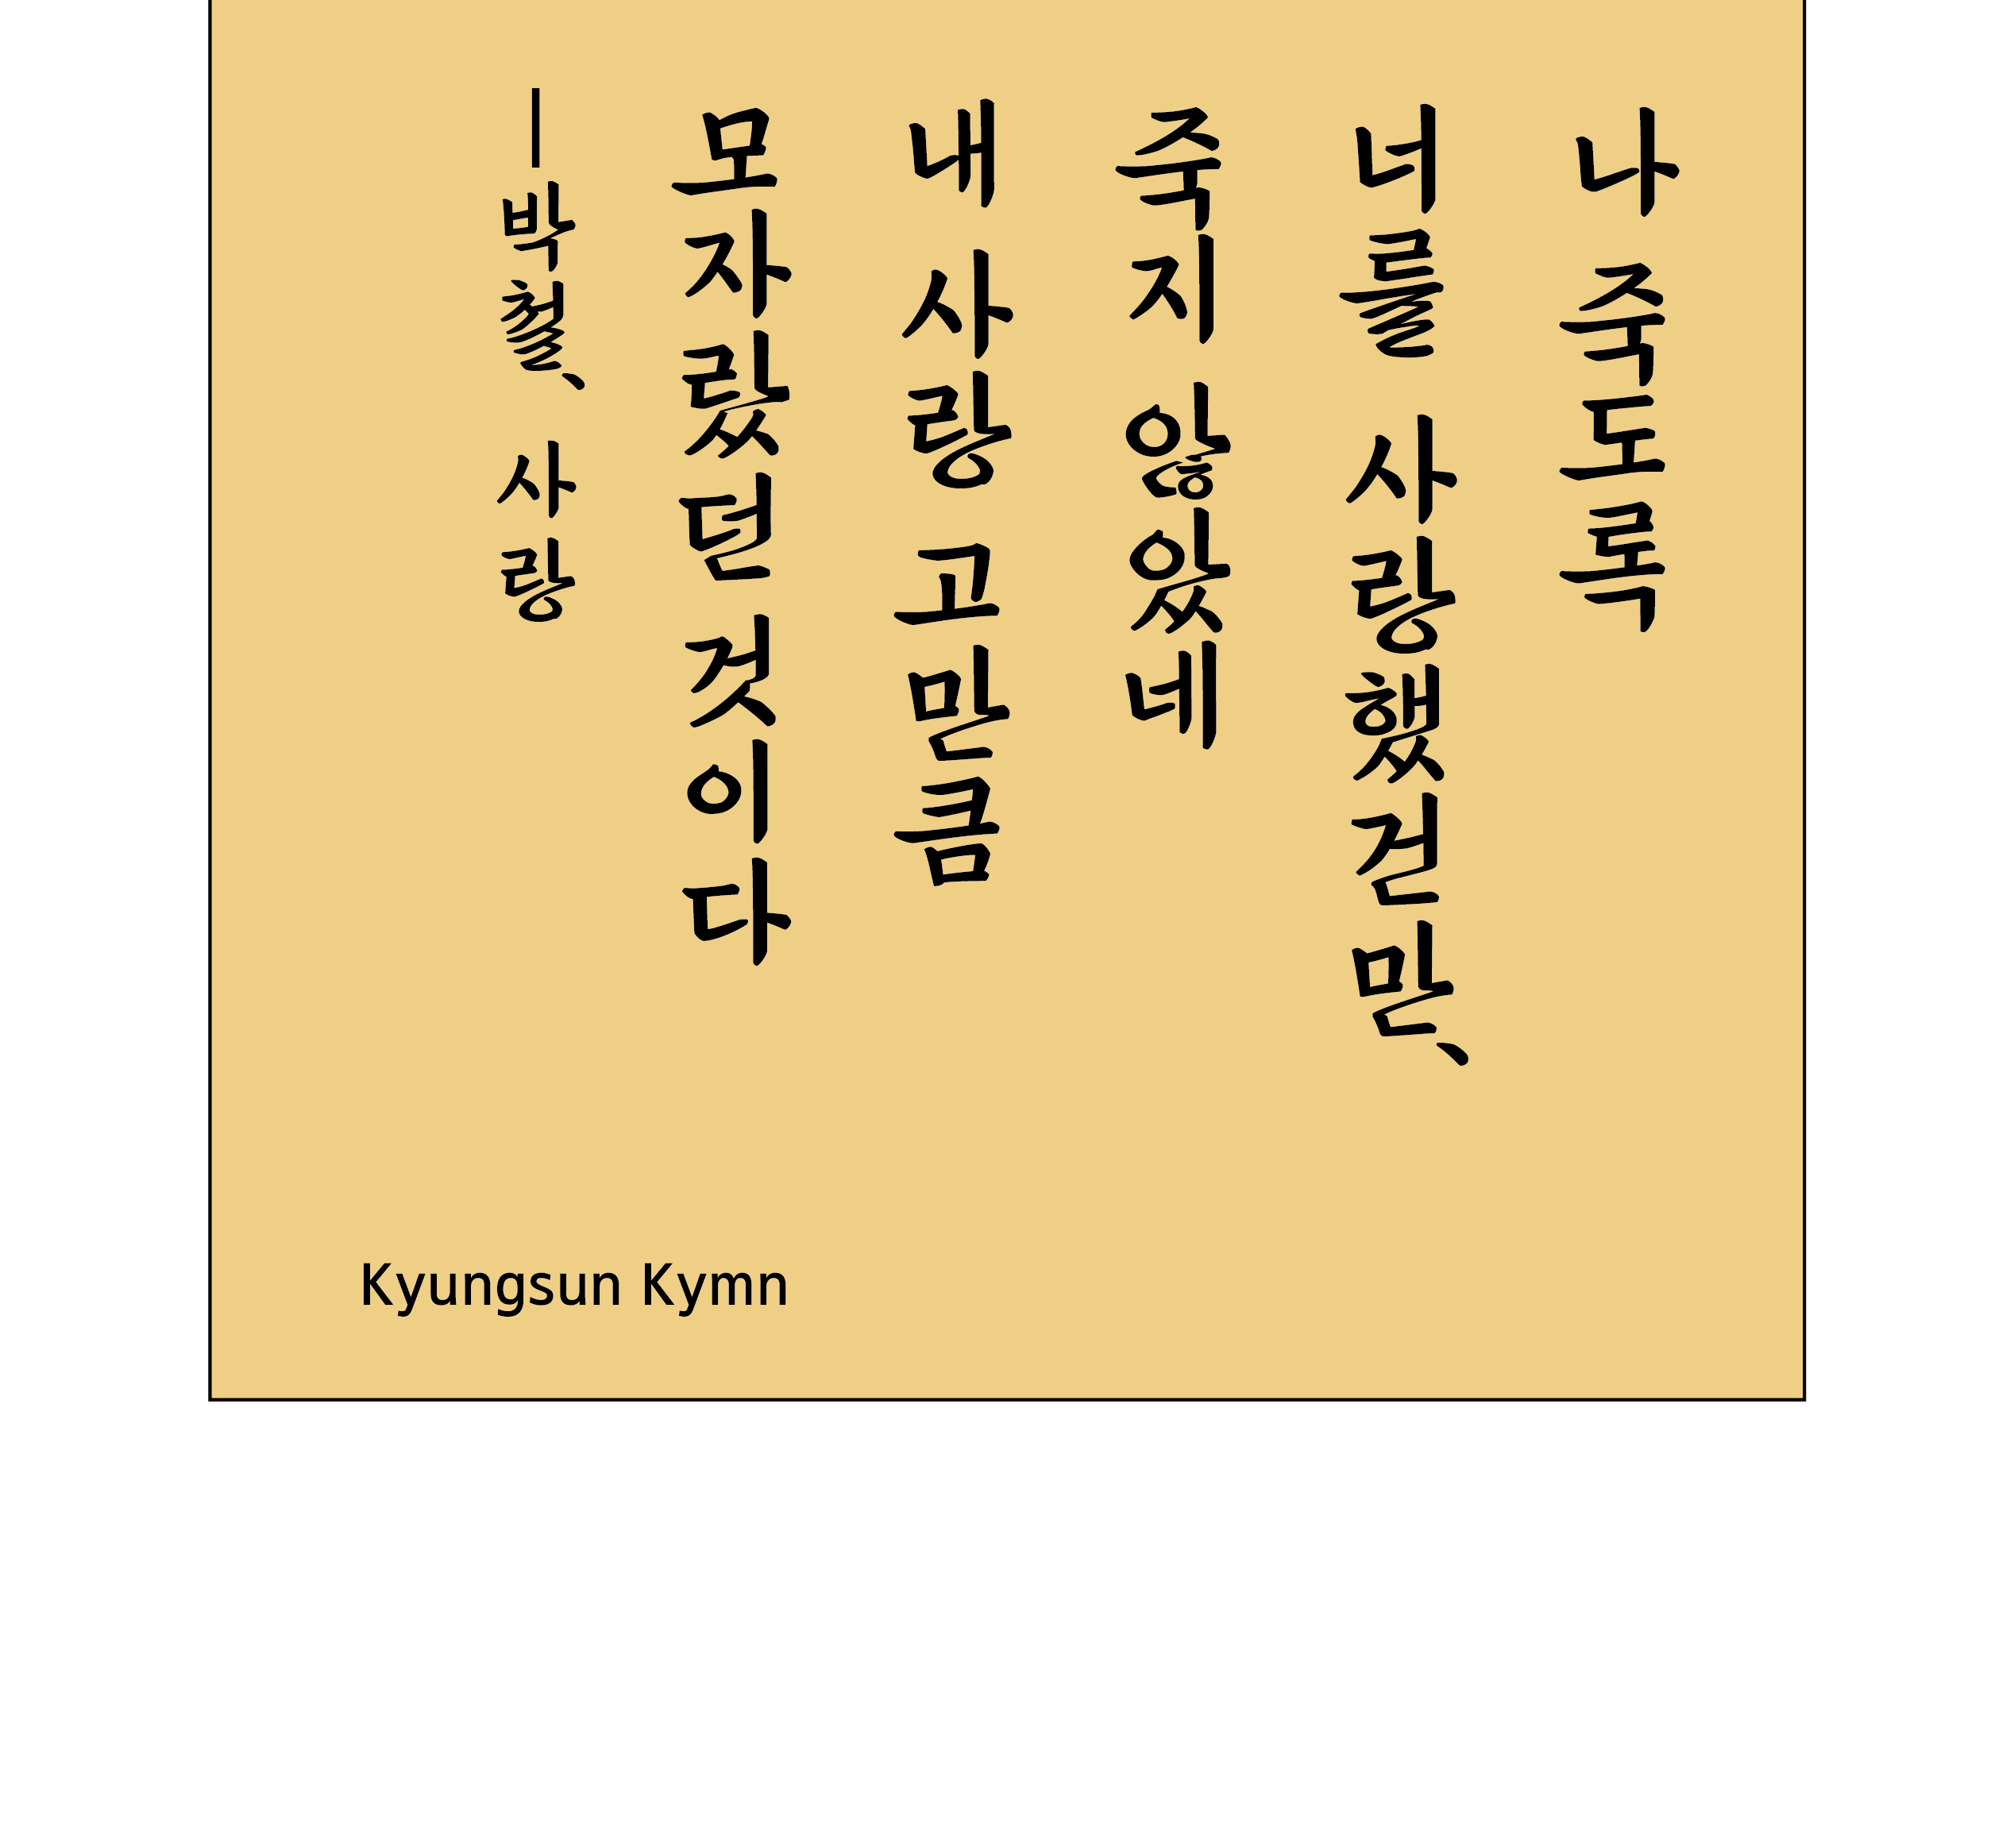 나 죽도록
너를 사랑했건만、
죽지 않았네
내 사랑 고만큼
모자랐던 것이다
―박철、 사랑
Kyungsun Kymn